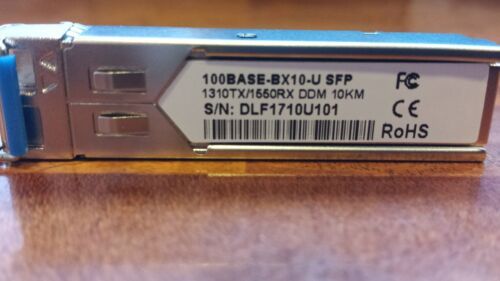 100BASE-BX10-U SFP
1310TX/1550RX DDM 10KM
S/N: DLF1710U101
FC
CE
RoHS